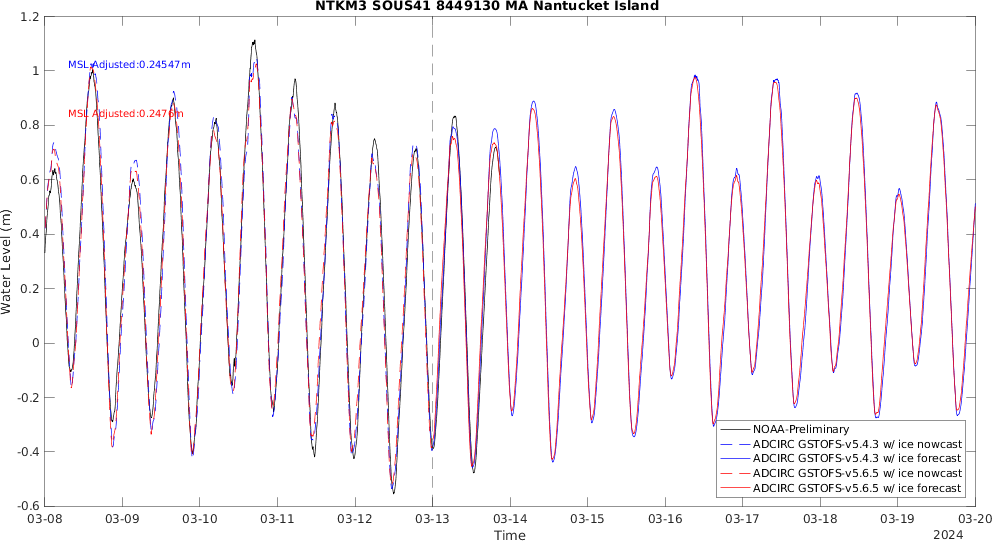 NTKM3 SOUS41 8449130 MA Nantucket Island
1.2
1
0.8
0.6
0.4
0.2
0
-0.2
-0.4
-0.6
Water Level (m)
MSL Adjusted:0.24547m
MSL Adjusted:0.2476m
NOAA-Preliminary
ADCIRC GSTOFS-v5.4.3 w/ ice nowcast
ADCIRC GSTOFS-v5.4.3 w/ ice forecast
ADCIRC GSTOFS-v5.6.5 w/ ice nowcast
ADCIRC GSTOFS-v5.6.5 w/ ice forecast
03-08 03-09 03-10 03-11 03-12 03-13 03-14 03-15 03-16 03-17 03-18 03-19 03-20
Time
2024